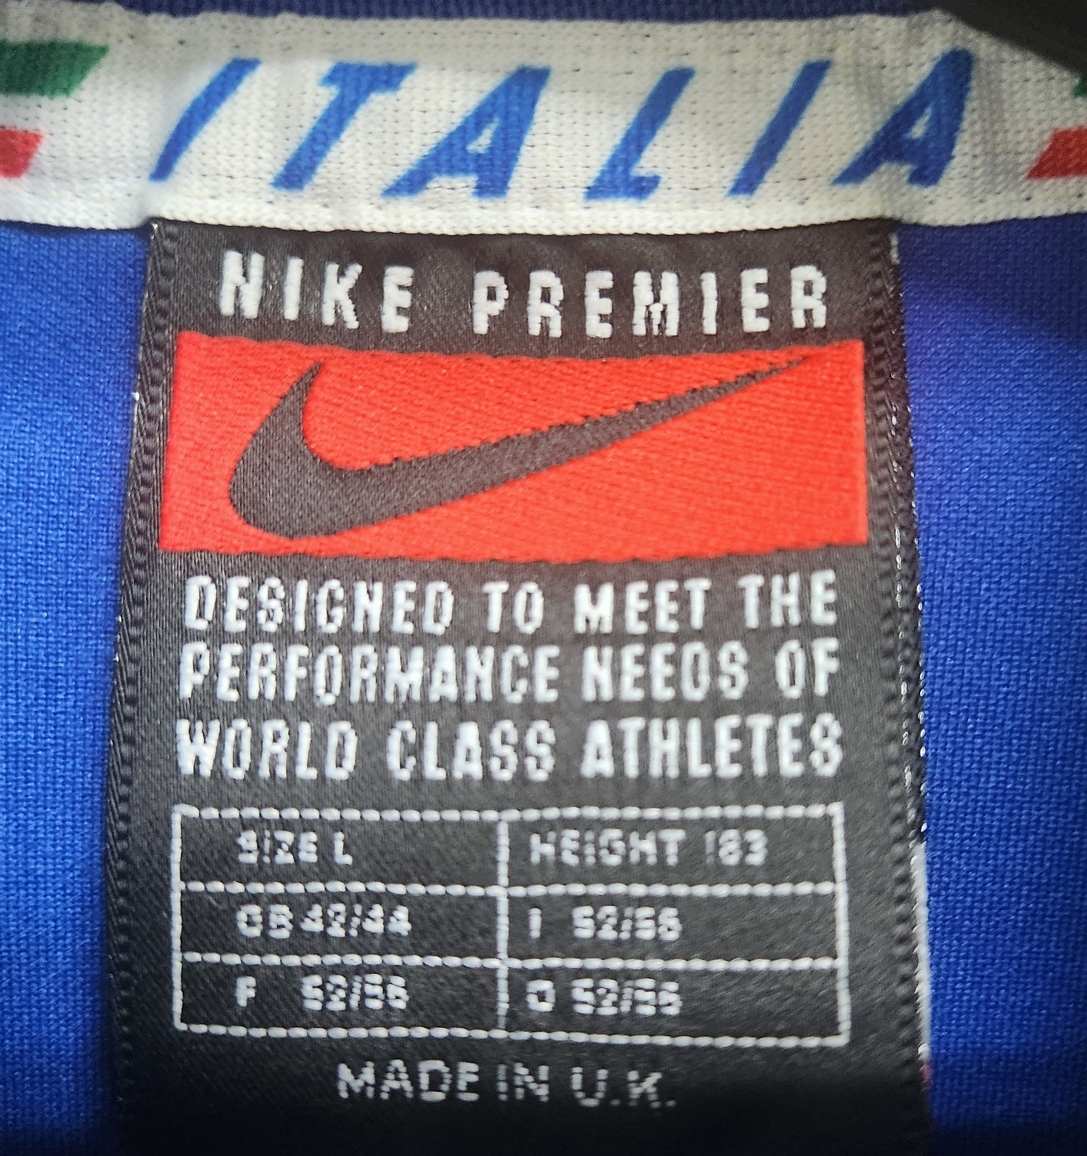 ITALIA
NIKE PREMIER
DESIGNED TO MEET THE
PERFORMANCE NEEDS OF
WORLD CLASS ATHLETES
SIZE L HEIGHT 183
GB 42/44 I 52/56
F 52/56 D 52/56
MADE IN U.K.